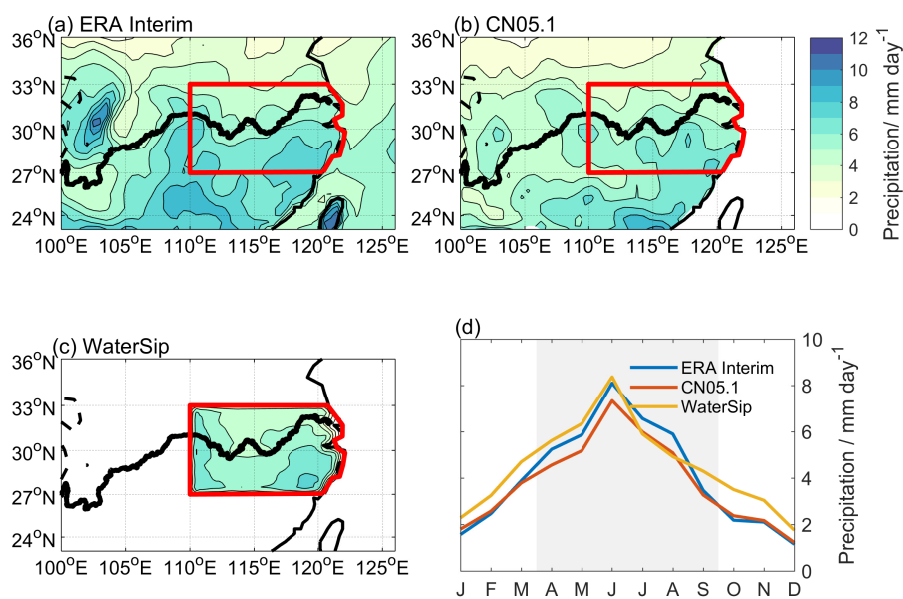 (a) ERA Interim
36°N
33°N
30°N
27°N
24°N
100°E 105°E 110°E 115°E 120°E 125°E
(b) CN05.1
36°N
33°N
30°N
27°N
24°N
100°E 105°E 110°E 115°E 120°E 125°E
12
10
8
6
4
2
0
Precipitation/ mm day⁻¹
(c) WaterSip
36°N
33°N
30°N
27°N
24°N
100°E 105°E 110°E 115°E 120°E 125°E
(d)
ERA Interim
CN05.1
WaterSip
10
8
6
4
2
0
Precipitation / mm day⁻¹
J F M A M J J A S O N D